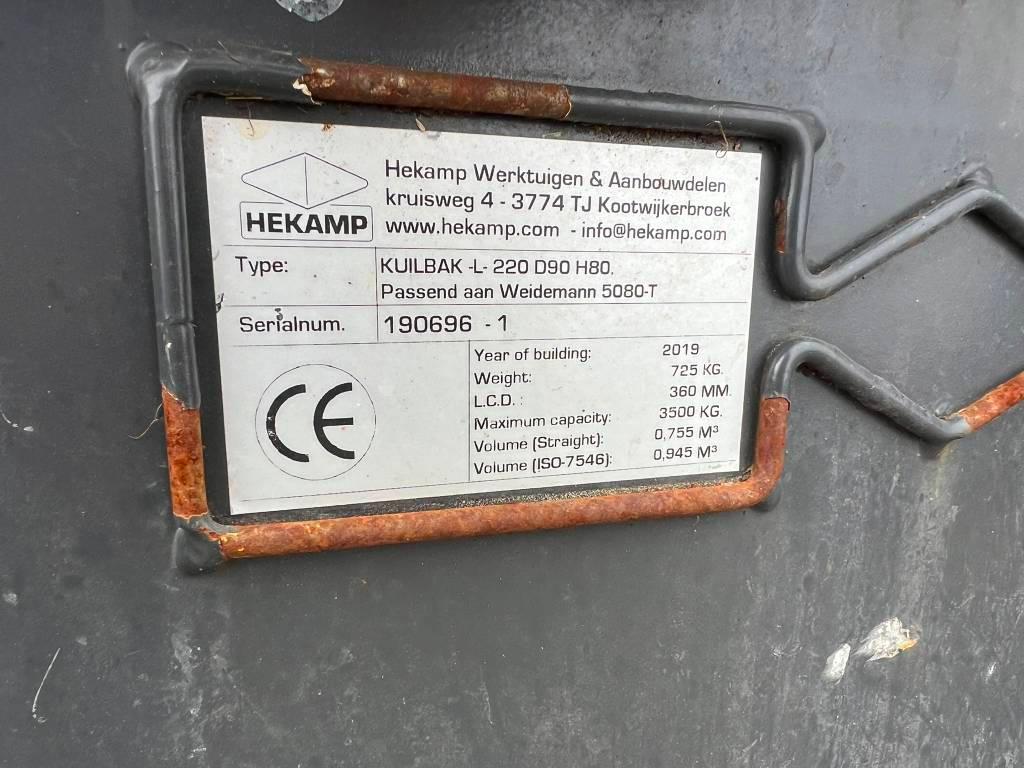 HEKAMP
Hekamp Werktuigen & Aanbouwdelen
kruisweg 4 - 3774 TJ Kootwijkerbroek
www.hekamp.com - info@hekamp.com
Type: KUILBAK -L- 220 D90 H80.
Passend aan Weidemann 5080-T
Serialnum. 190696 - 1
CE
Year of building: 2019
Weight: 725 KG.
L.C.D. : 360 MM.
Maximum capacity: 3500 KG.
Volume (Straight): 0,755 M³
Volume (ISO-7546): 0,945 M³